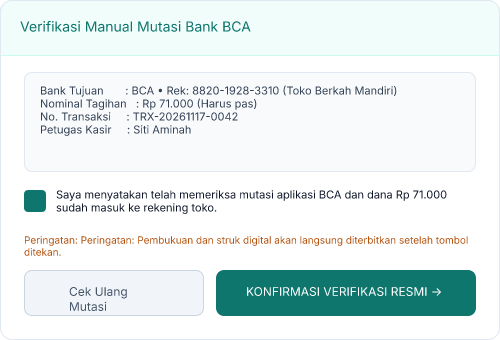 Verifikasi Manual Mutasi Bank BCA
Bank Tujuan : BCA • Rek: 8820-1928-3310 (Toko Berkah Mandiri)
Nominal Tagihan : Rp 71.000 (Harus pas)
No. Transaksi : TRX-20261117-0042
Petugas Kasir : Siti Aminah
Saya menyatakan telah memeriksa mutasi aplikasi BCA dan dana Rp 71.000
sudah masuk ke rekening toko.
Peringatan: Peringatan: Pembukuan dan struk digital akan langsung diterbitkan setelah tombol
ditekan.
Cek Ulang
Mutasi
KONFIRMASI VERIFIKASI RESMI →